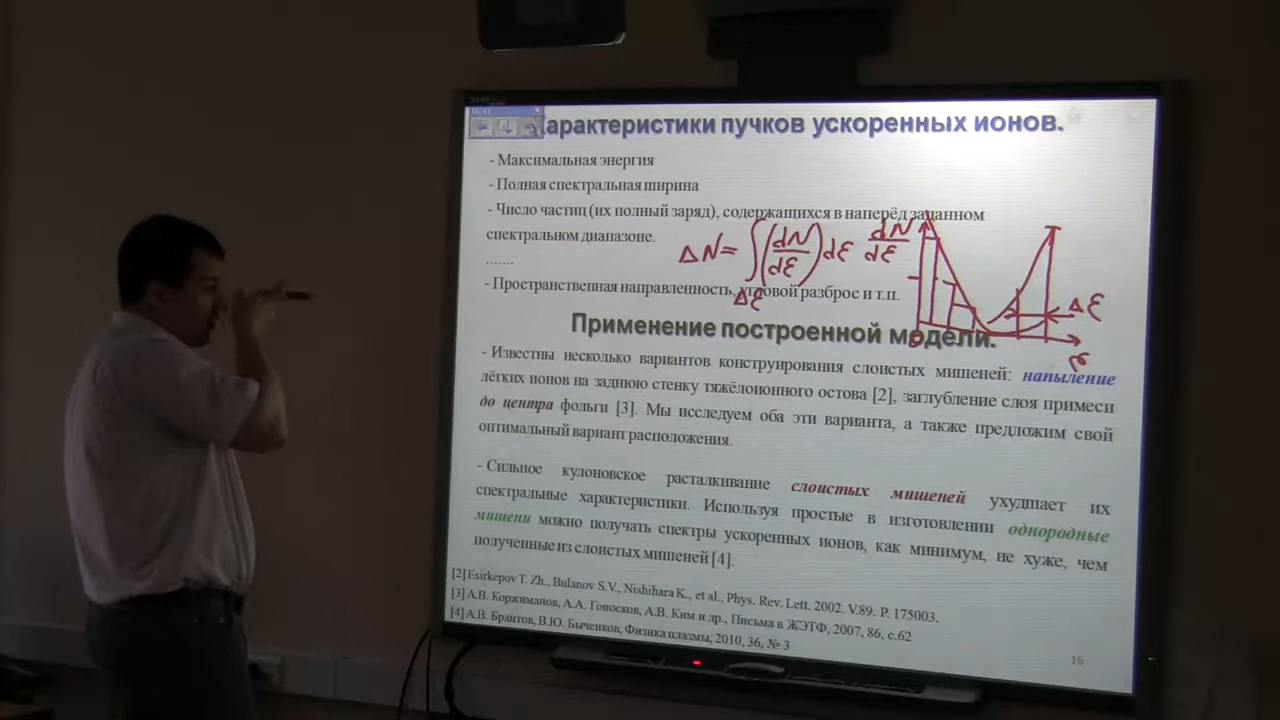 характеристики пучков ускоренных ионов.
- Максимальная энергия
- Полная спектральная ширина
- Число частиц (их полный заряд), содержащихся в наперёд заданном
спектральном диапазоне.
ΔN = ∫(dN/dℰ)dℰ
Δℰ
dN/dℰ
Δℰ
.......
- Пространственная направленность, угловой разброс и т.п.
Применение построенной модели.
- Известны несколько вариантов конструирования слоистых мишеней: напыление
лёгких ионов на заднюю стенку тяжёлоионного остова [2], заглубление слоя примеси
до центра фольги [3]. Мы исследуем оба эти варианта, а также предложим свой
оптимальный вариант расположения.
- Сильное кулоновское расталкивание слоистых мишеней ухудшает их
спектральные характеристики. Используя простые в изготовлении однородные
мишени можно получать спектры ускоренных ионов, как минимум, не хуже, чем
полученные из слоистых мишеней [4].
[2] Esirkepov T. Zh., Bulanov S.V., Nishihara K., et al., Phys. Rev. Lett. 2002. V.89. P. 175003.
[3] А.В. Коржиманов, А.А. Гоносков, А.В. Ким и др., Письма в ЖЭТФ, 2007, 86, с.62
[4] А.В. Брантов, В.Ю. Быченков, Физика плазмы, 2010, 36, № 3
16